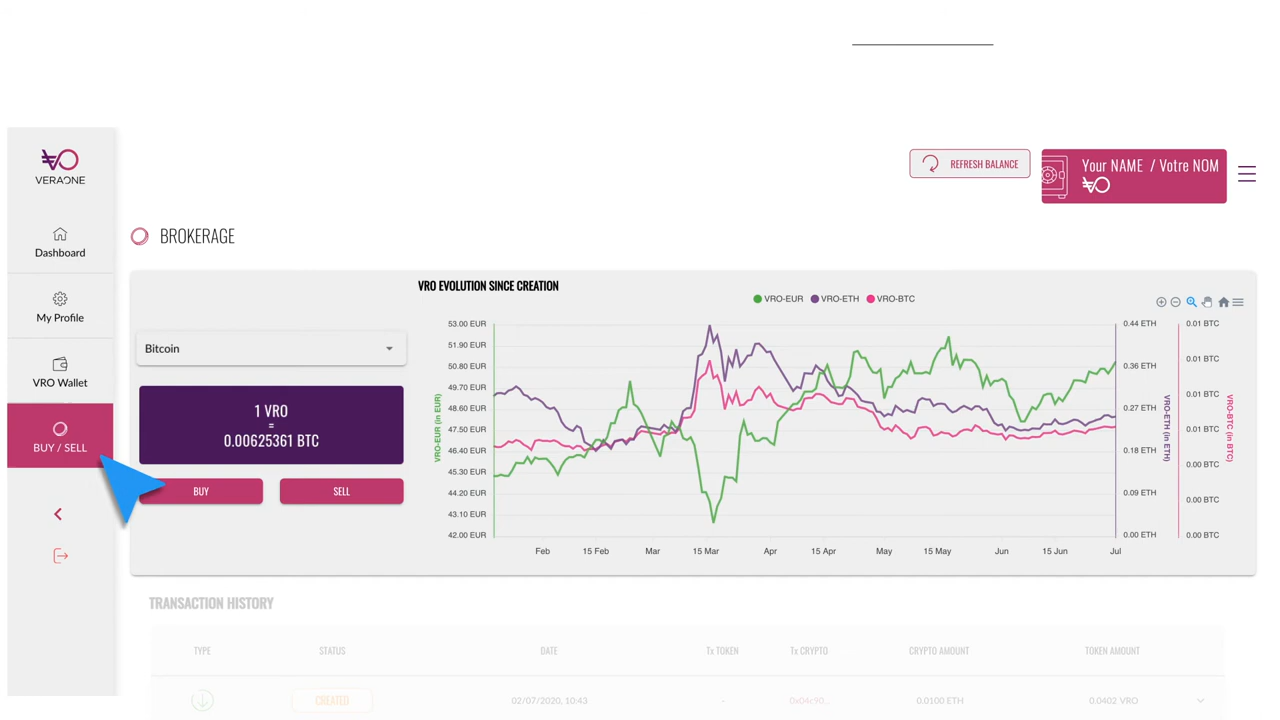 VERAONE
REFRESH BALANCE
Your NAME / Votre NOM
Dashboard
My Profile
VRO Wallet
BUY / SELL
BROKERAGE
VRO EVOLUTION SINCE CREATION
VRO-EUR VRO-ETH VRO-BTC
Bitcoin
1 VRO
=
0.00625361 BTC
BUY
SELL
VRO-EUR (in EUR)
53.00 EUR
51.90 EUR
50.80 EUR
49.70 EUR
48.60 EUR
47.50 EUR
46.40 EUR
45.30 EUR
44.20 EUR
43.10 EUR
42.00 EUR
Feb 15 Feb Mar 15 Mar Apr 15 Apr May 15 May Jun 15 Jun Jul
0.44 ETH
0.36 ETH
0.27 ETH
0.18 ETH
0.09 ETH
0.00 ETH
VRO-ETH (in ETH)
0.01 BTC
0.01 BTC
0.01 BTC
0.01 BTC
0.00 BTC
0.00 BTC
0.00 BTC
VRO-BTC (in BTC)
TRANSACTION HISTORY
TYPE STATUS DATE Tx TOKEN Tx CRYPTO CRYPTO AMOUNT TOKEN AMOUNT
CREATED 02/07/2020, 10:43 - 0x04c90... 0.0100 ETH 0.0402 VRO